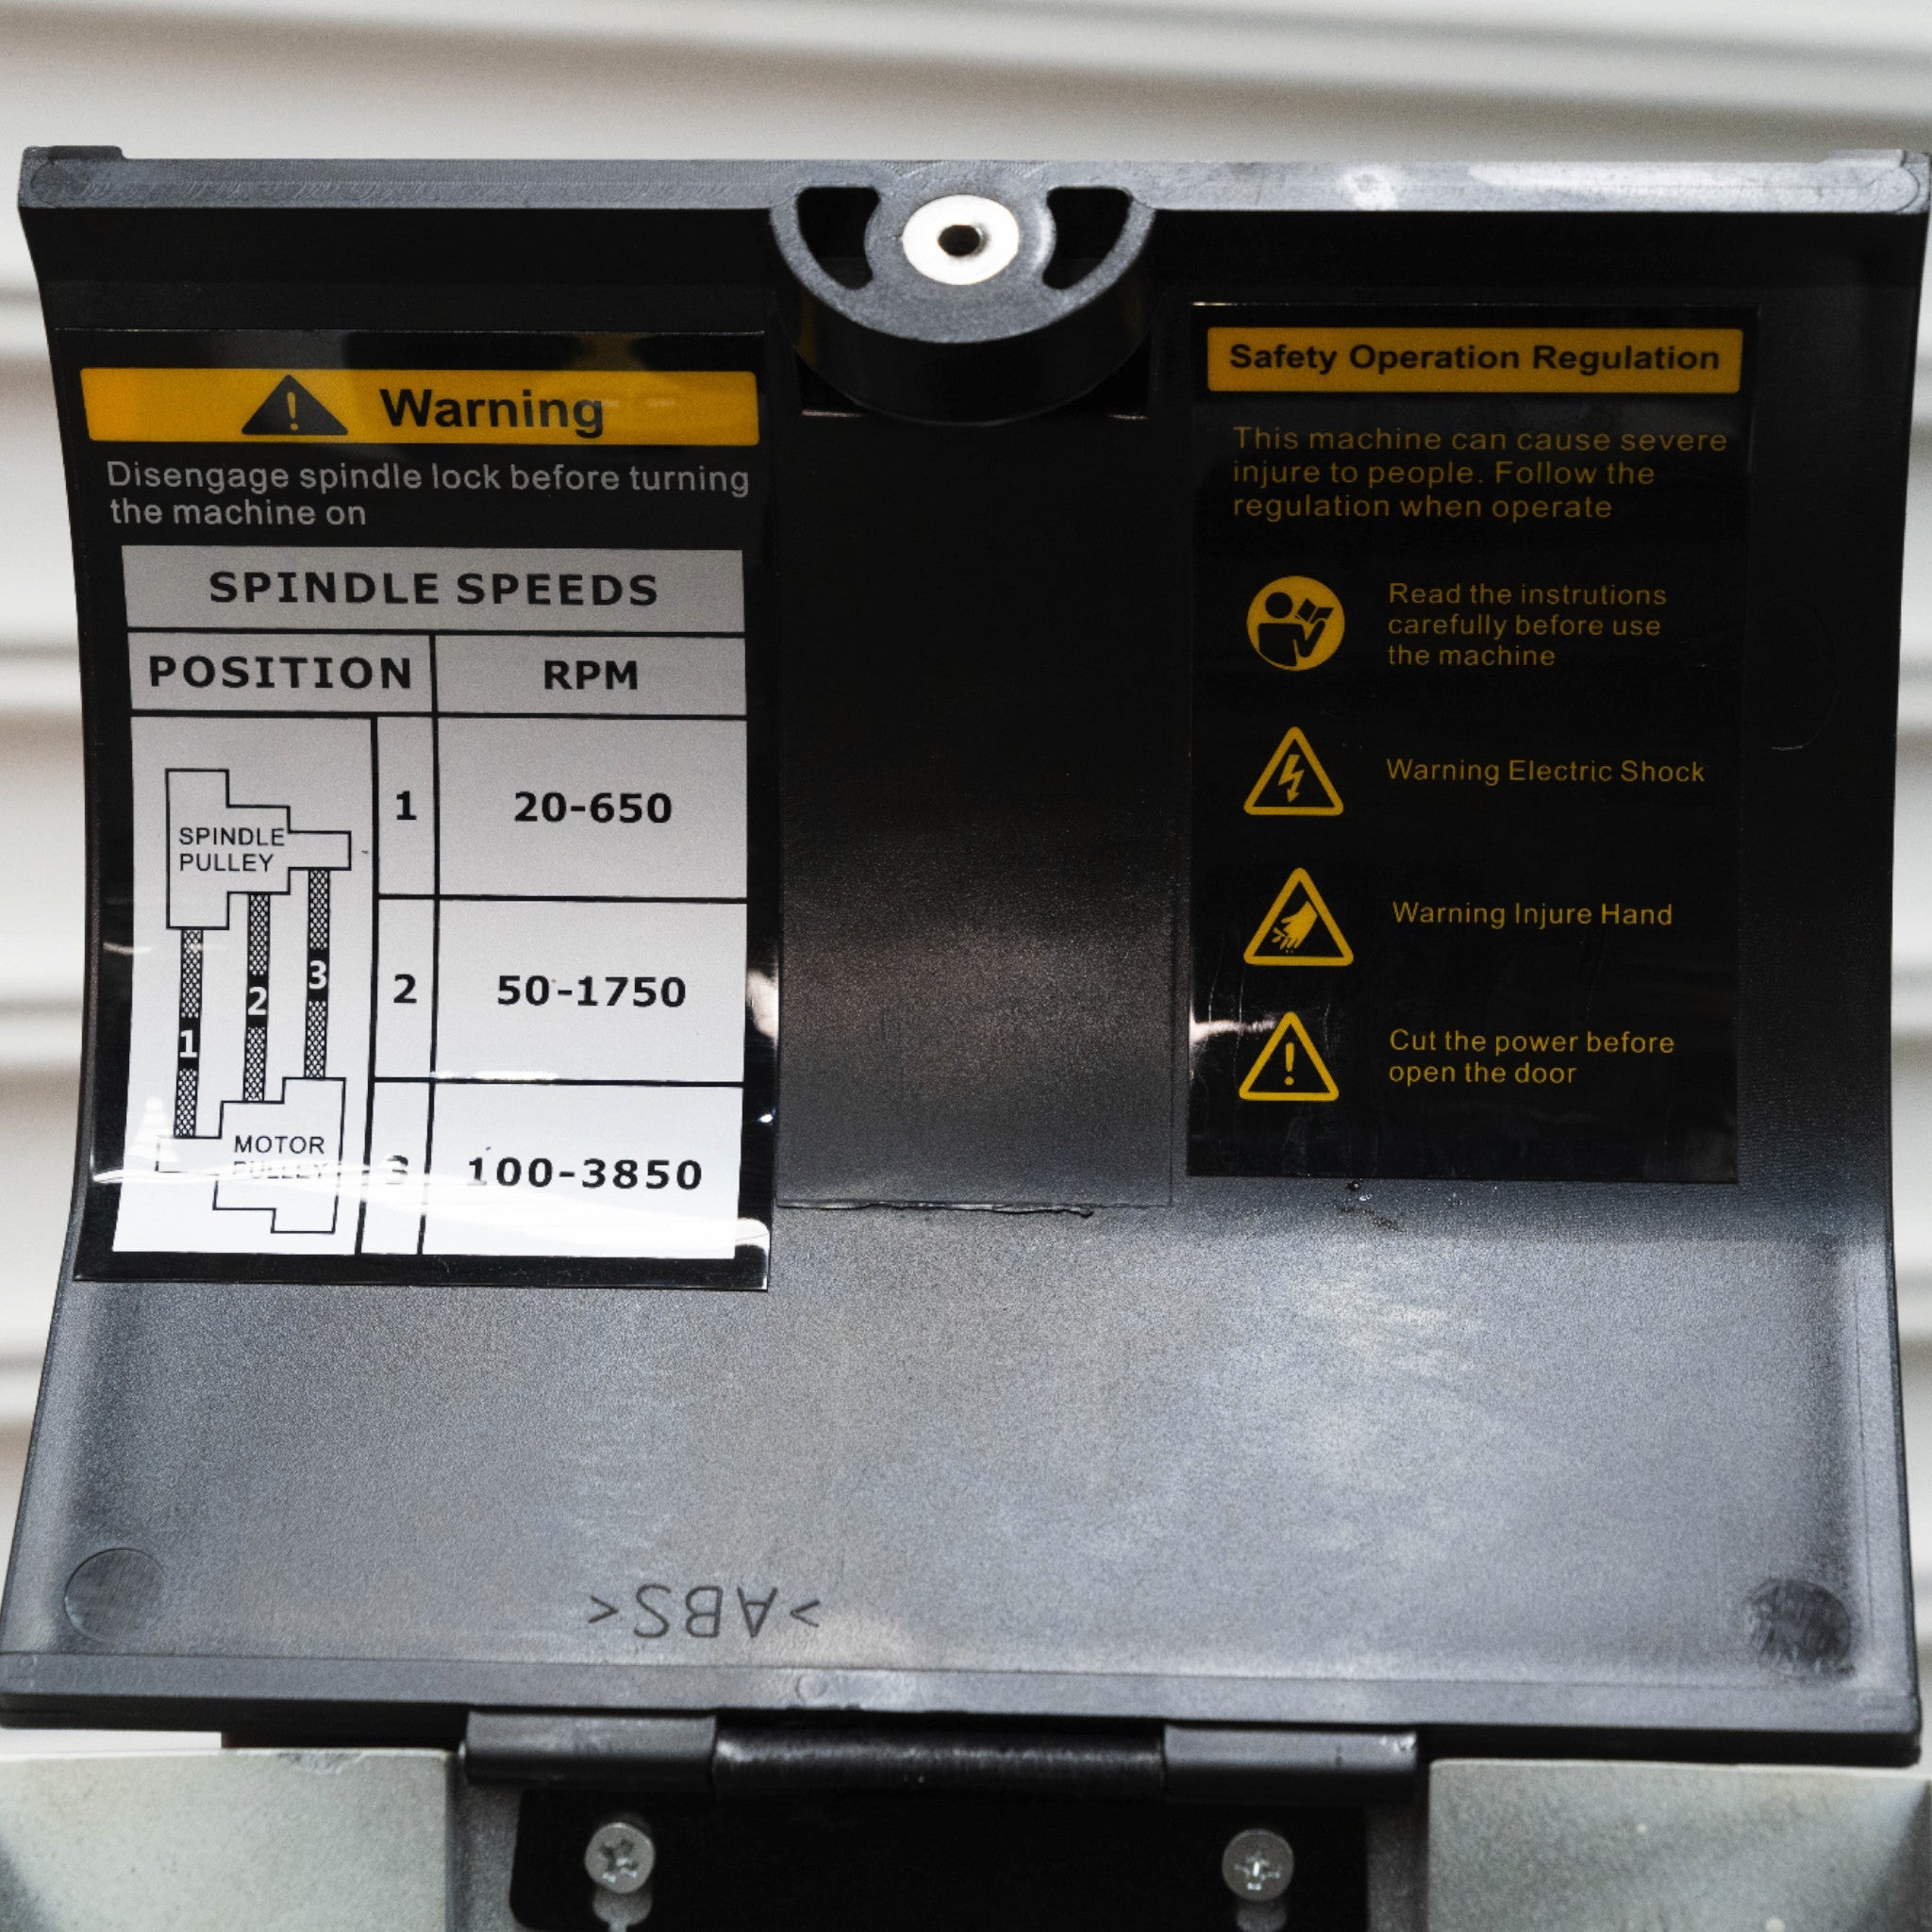 Warning
Disengage spindle lock before turning
the machine on
SPINDLE SPEEDS
POSITION RPM
SPINDLE
PULLEY
1
2
3
MOTOR
PULLEY
1 20-650
2 50-1750
3 100-3850
Safety Operation Regulation
This machine can cause severe
injure to people. Follow the
regulation when operate
Read the instrutions
carefully before use
the machine
Warning Electric Shock
Warning Injure Hand
Cut the power before
open the door
>ABS<